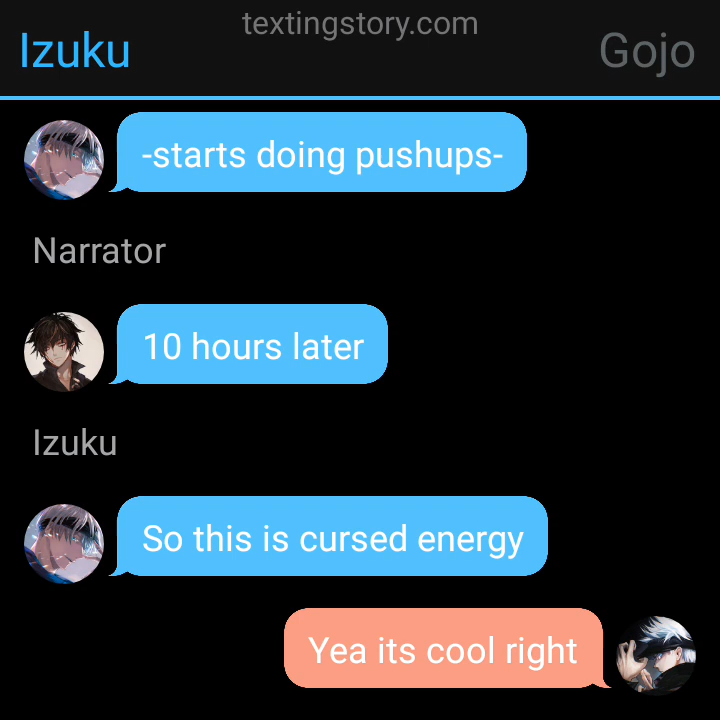 textingstory.com
Izuku
Gojo
-starts doing pushups-
Narrator
10 hours later
Izuku
So this is cursed energy
Yea its cool right